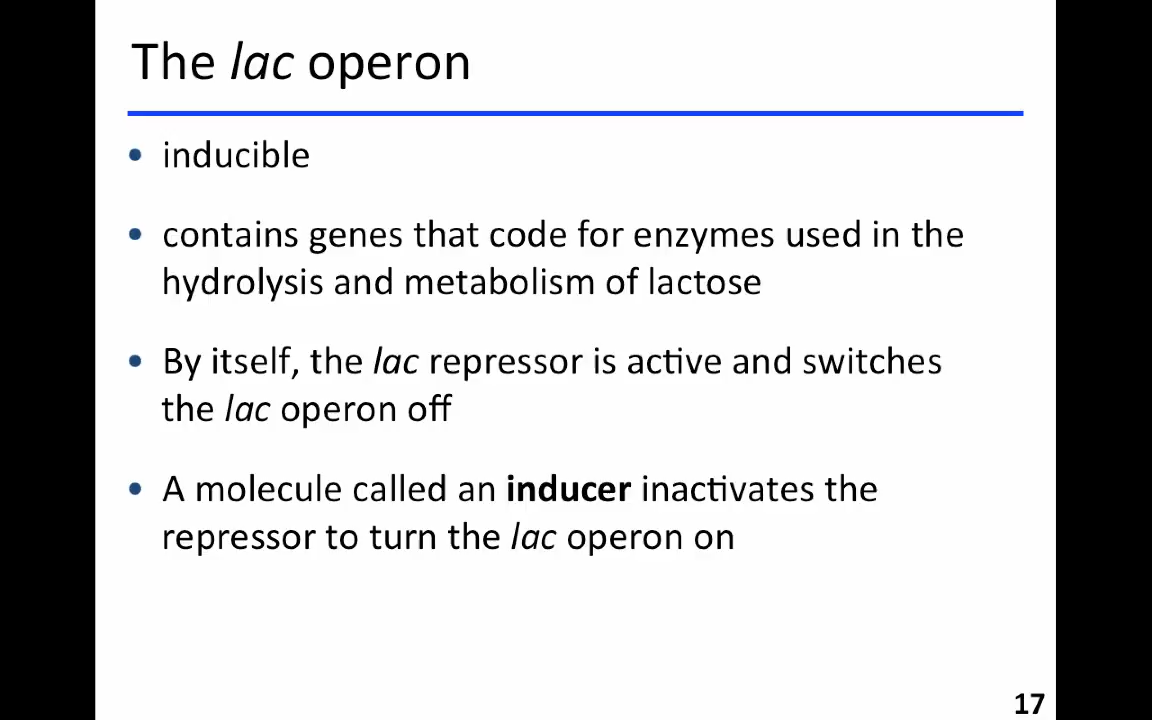 The lac operon
• inducible
• contains genes that code for enzymes used in the
hydrolysis and metabolism of lactose
• By itself, the lac repressor is active and switches
the lac operon off
• A molecule called an inducer inactivates the
repressor to turn the lac operon on
17